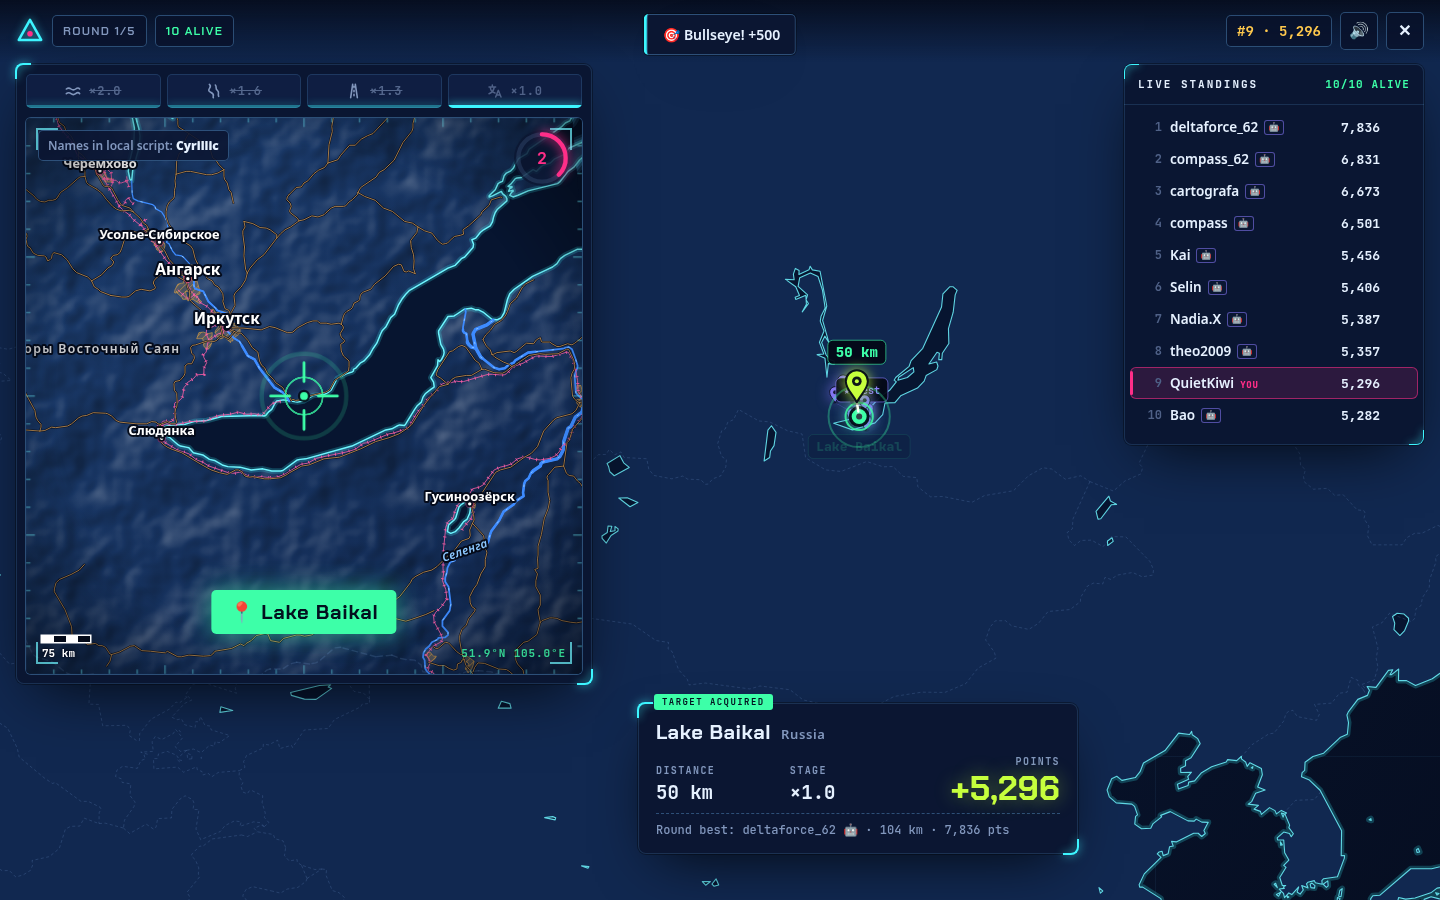 ROUND 1/5
10 ALIVE
🎯 Bullseye! +500
#9 · 5,296
×2.0
×1.6
×1.3
×1.0
Names in local script: Cyrillic
2
Черемхово
Усолье-Сибирское
Ангарск
Иркутск
оры Восточный Саян
Слюдянка
Гусиноозёрск
Селенга
📍 Lake Baikal
75 km
51.9°N 105.0°E
50 km
Lake Baikal
LIVE STANDINGS
10/10 ALIVE
1 deltaforce_62 7,836
2 compass_62 6,831
3 cartografa 6,673
4 compass 6,501
5 Kai 5,456
6 Selin 5,406
7 Nadia.X 5,387
8 theo2009 5,357
9 QuietKiwi YOU 5,296
10 Bao 5,282
TARGET ACQUIRED
Lake Baikal Russia
DISTANCE
50 km
STAGE
×1.0
POINTS
+5,296
Round best: deltaforce_62 🤖 · 104 km · 7,836 pts